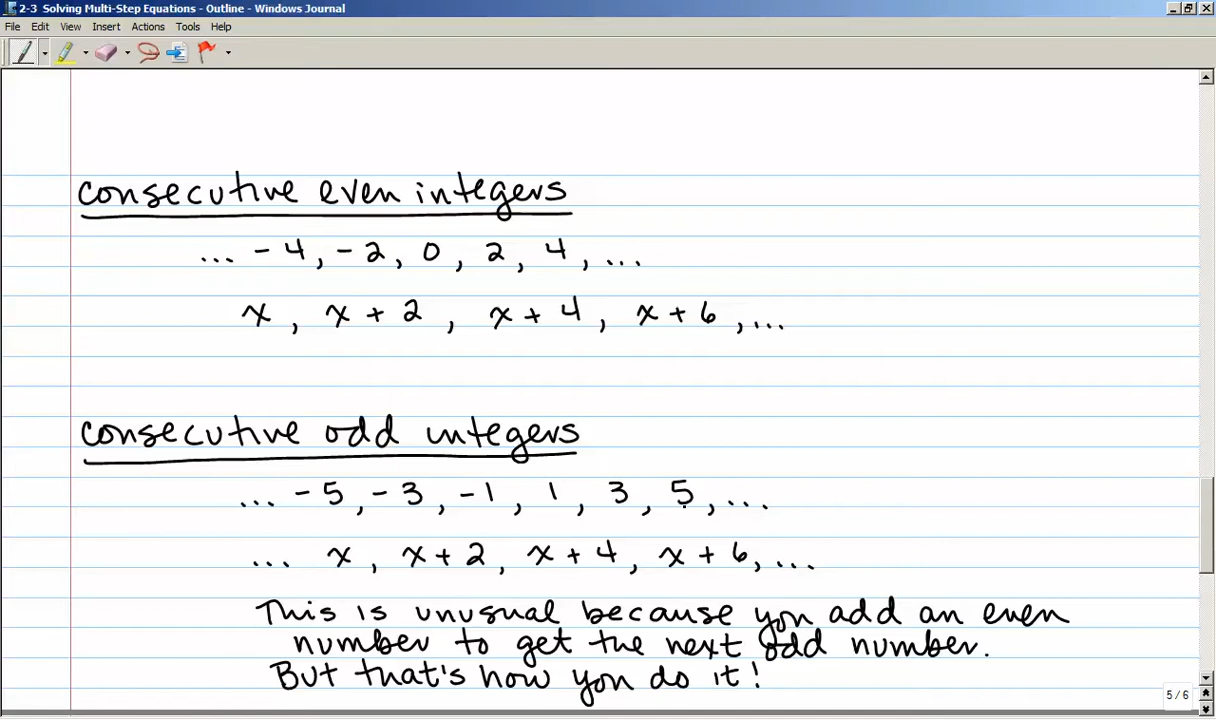 2-3 Solving Multi-Step Equations - Outline - Windows Journal
File Edit View Insert Actions Tools Help
consecutive even integers
... -4, -2, 0, 2, 4, ...
x, x + 2, x + 4, x + 6, ...
consecutive odd integers
... -5, -3, -1, 1, 3, 5, ...
... x, x + 2, x + 4, x + 6, ...
This is unusual because you add an even
number to get the next odd number.
But that's how you do it!
5 / 6